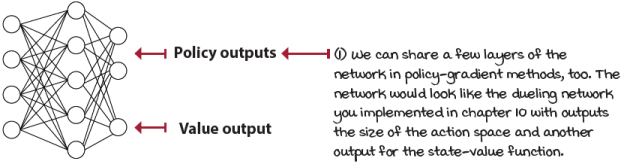 Policy outputs
(1) We can share a few layers of the
network in policy-gradient methods, too. The
network would look like the dueling network
you implemented in chapter 10 with outputs
the size of the action space and another
output for the state-value function.
Value output